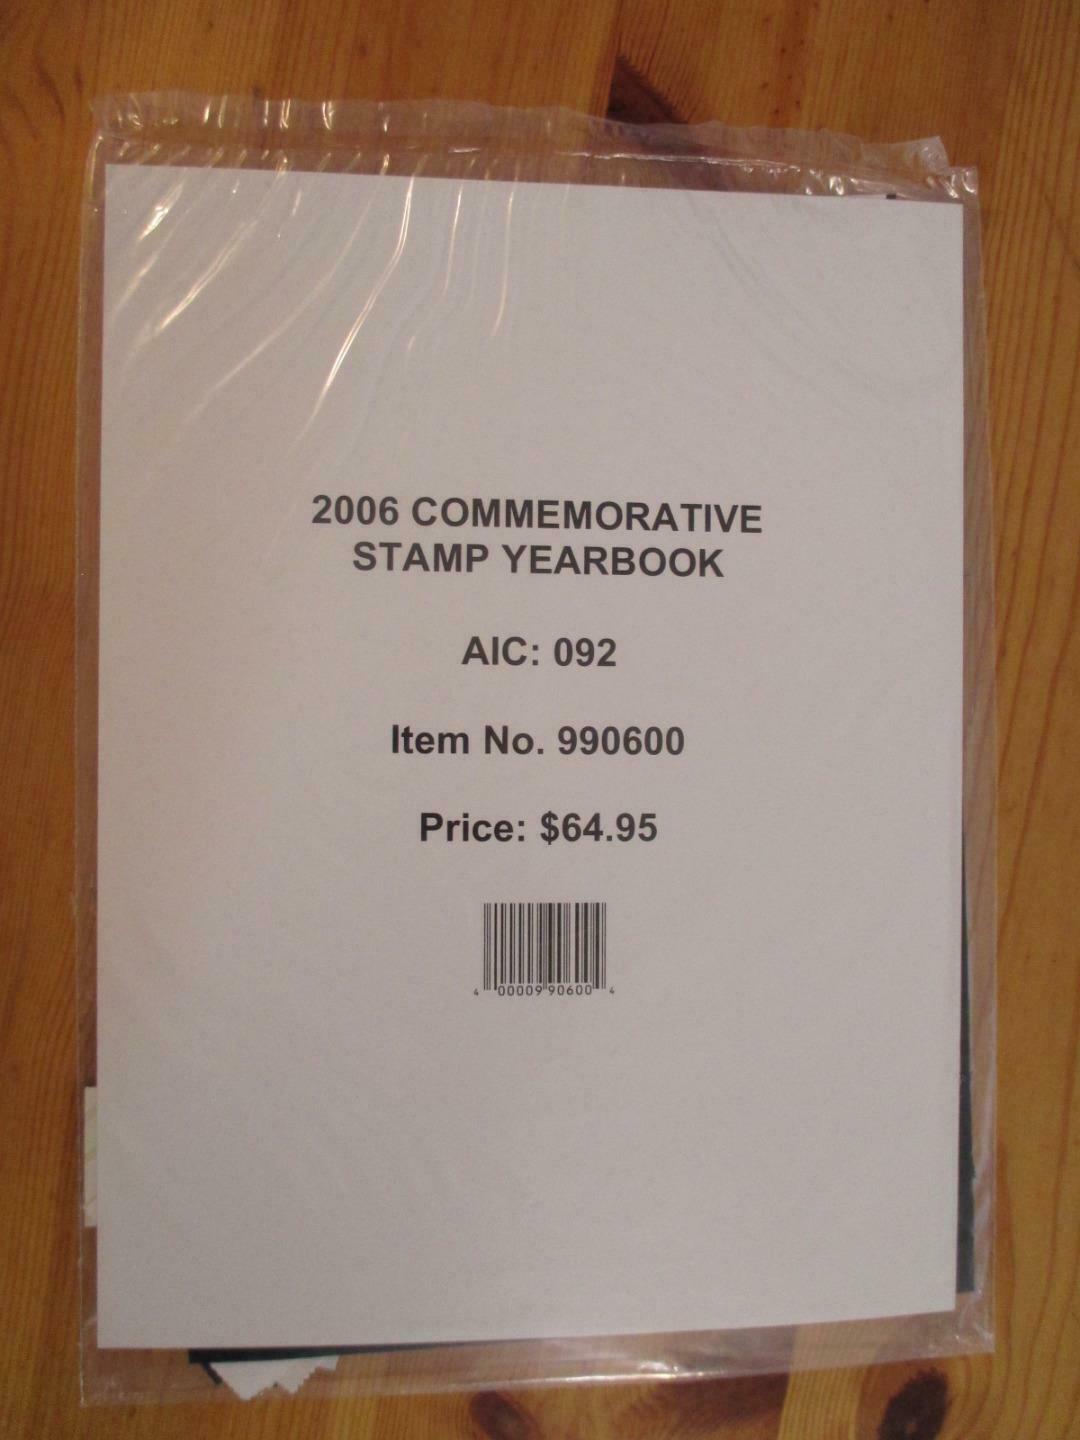 2006 COMMEMORATIVE
STAMP YEARBOOK
AIC: 092
Item No. 990600
Price: $64.95
4 00009 90600 4